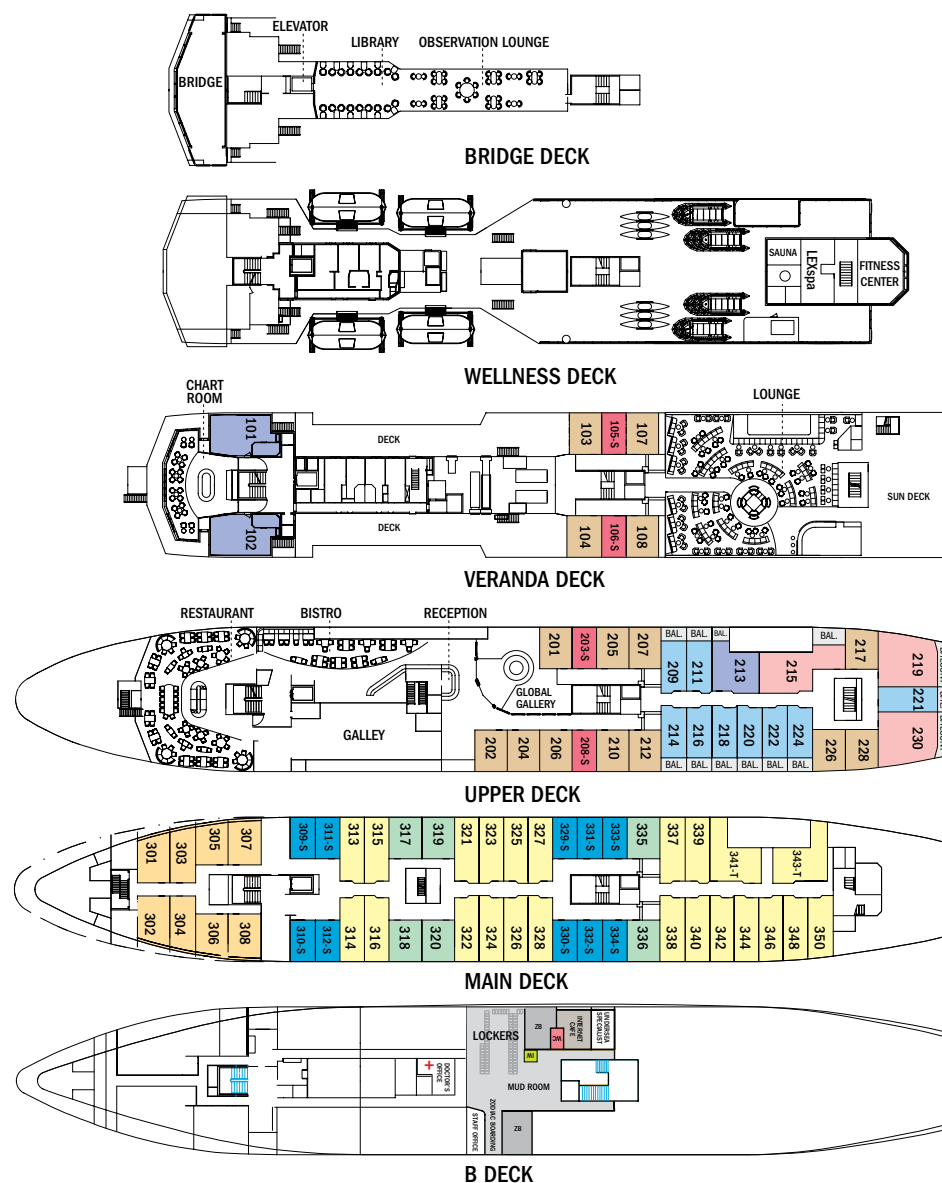 ELEVATOR
LIBRARY
OBSERVATION LOUNGE
BRIDGE
BRIDGE DECK
SAUNA
LEXspa
FITNESS
CENTER
WELLNESS DECK
CHART
ROOM
LOUNGE
101
DECK
103
105-S
107
SUN DECK
102
DECK
104
106-S
108
VERANDA DECK
RESTAURANT
BISTRO
RECEPTION
201
203-S
205
207
BAL.
BAL.
BAL.
BAL.
209
211
213
215
217
219
GLOBAL
GALLERY
GALLEY
221
202
204
206
208-S
210
212
214
216
218
220
222
224
226
228
230
BAL.
BAL.
BAL.
BAL.
BAL.
BAL.
UPPER DECK
301
303
305
307
309-S
311-S
313
315
317
319
321
323
325
327
329-S
331-S
333-S
335
337
339
341-T
343-T
302
304
306
308
310-S
312-S
314
316
318
320
322
324
326
328
330-S
332-S
334-S
336
338
340
342
344
346
348
350
MAIN DECK
LOCKERS
ZB
WC
INTERNET
CAFE
UNDERSEA
SPECIALIST
MUD ROOM
DOCTOR'S
OFFICE
STAFF OFFICE
ZODIAC BOARDING
ZB
B DECK